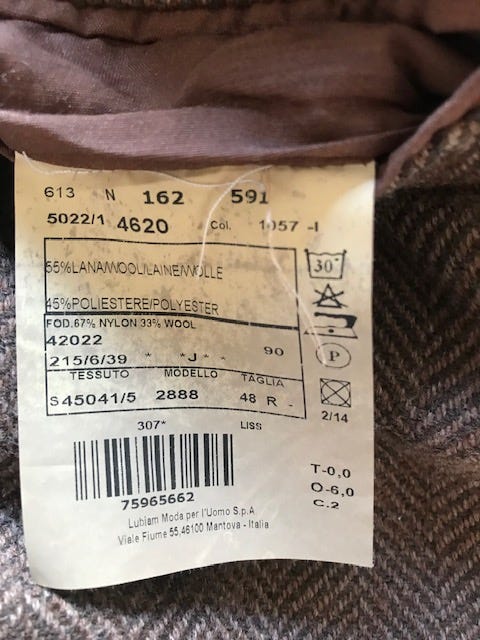 613 N 162 591
5022/1 4620 Col. 1057 -I
55%LANA/WOOL/LAINE/WOLLE
45%POLIESTERE/POLYESTER
FOD.67% NYLON 33% WOOL
42022
215/6/39 * *J* * 90
TESSUTO MODELLO TAGLIA
S45041/5 2888 48 R -
307* LISS
75965662
Lubiam Moda per l'Uomo S.p.A
Viale Fiume 55,46100 Mantova - Italia
30°
P
2/14
T-0,0
O-6,0
C.2